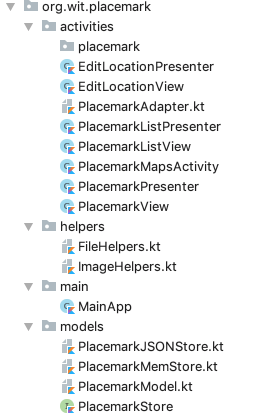 org.wit.placemark
activities
placemark
EditLocationPresenter
EditLocationView
PlacemarkAdapter.kt
PlacemarkListPresenter
PlacemarkListView
PlacemarkMapsActivity
PlacemarkPresenter
PlacemarkView
helpers
FileHelpers.kt
ImageHelpers.kt
main
MainApp
models
PlacemarkJSONStore.kt
PlacemarkMemStore.kt
PlacemarkModel.kt
PlacemarkStore